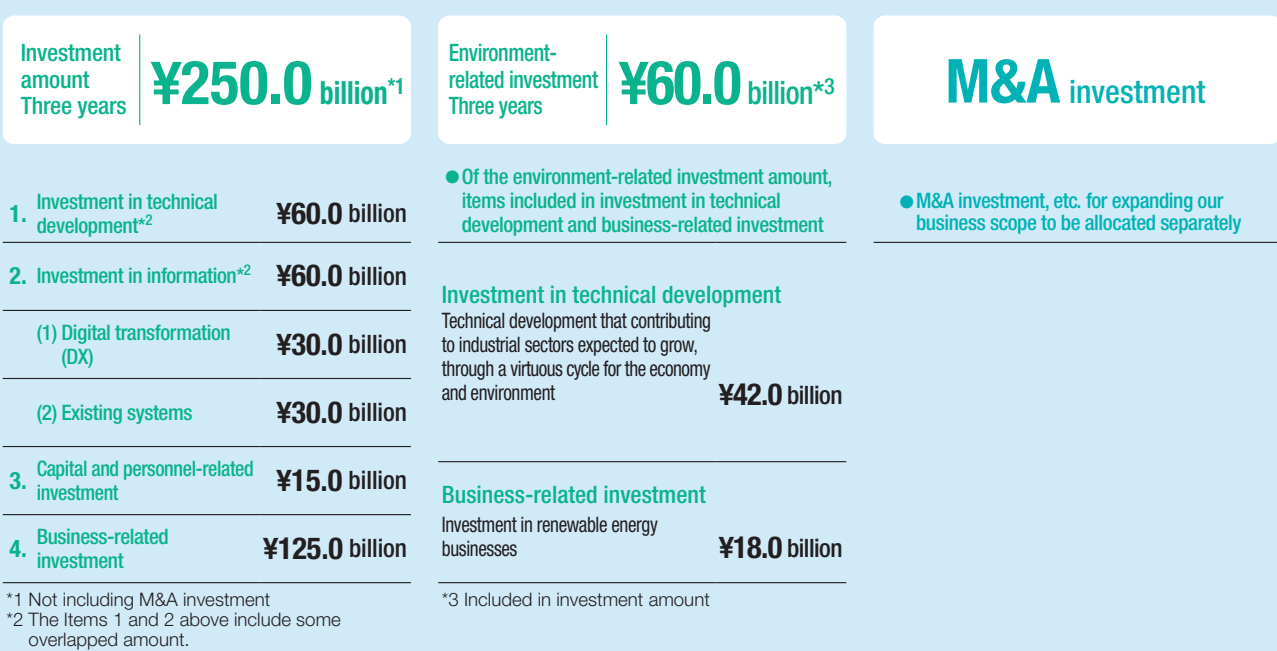 Investment
amount
Three years
¥250.0 billion*1
1. Investment in technical
development*2
¥60.0 billion
2. Investment in information*2 ¥60.0 billion
(1) Digital transformation
(DX)
¥30.0 billion
(2) Existing systems ¥30.0 billion
3. Capital and personnel-related
investment
¥15.0 billion
4. Business-related
investment
¥125.0 billion
*1 Not including M&A investment
*2 The Items 1 and 2 above include some
overlapped amount.
Environment-
related investment
Three years
¥60.0 billion*3
●Of the environment-related investment amount,
items included in investment in technical
development and business-related investment
Investment in technical development
Technical development that contributing
to industrial sectors expected to grow,
through a virtuous cycle for the economy
and environment
¥42.0 billion
Business-related investment
Investment in renewable energy
businesses
¥18.0 billion
*3 Included in investment amount
M&A investment
●M&A investment, etc. for expanding our
business scope to be allocated separately